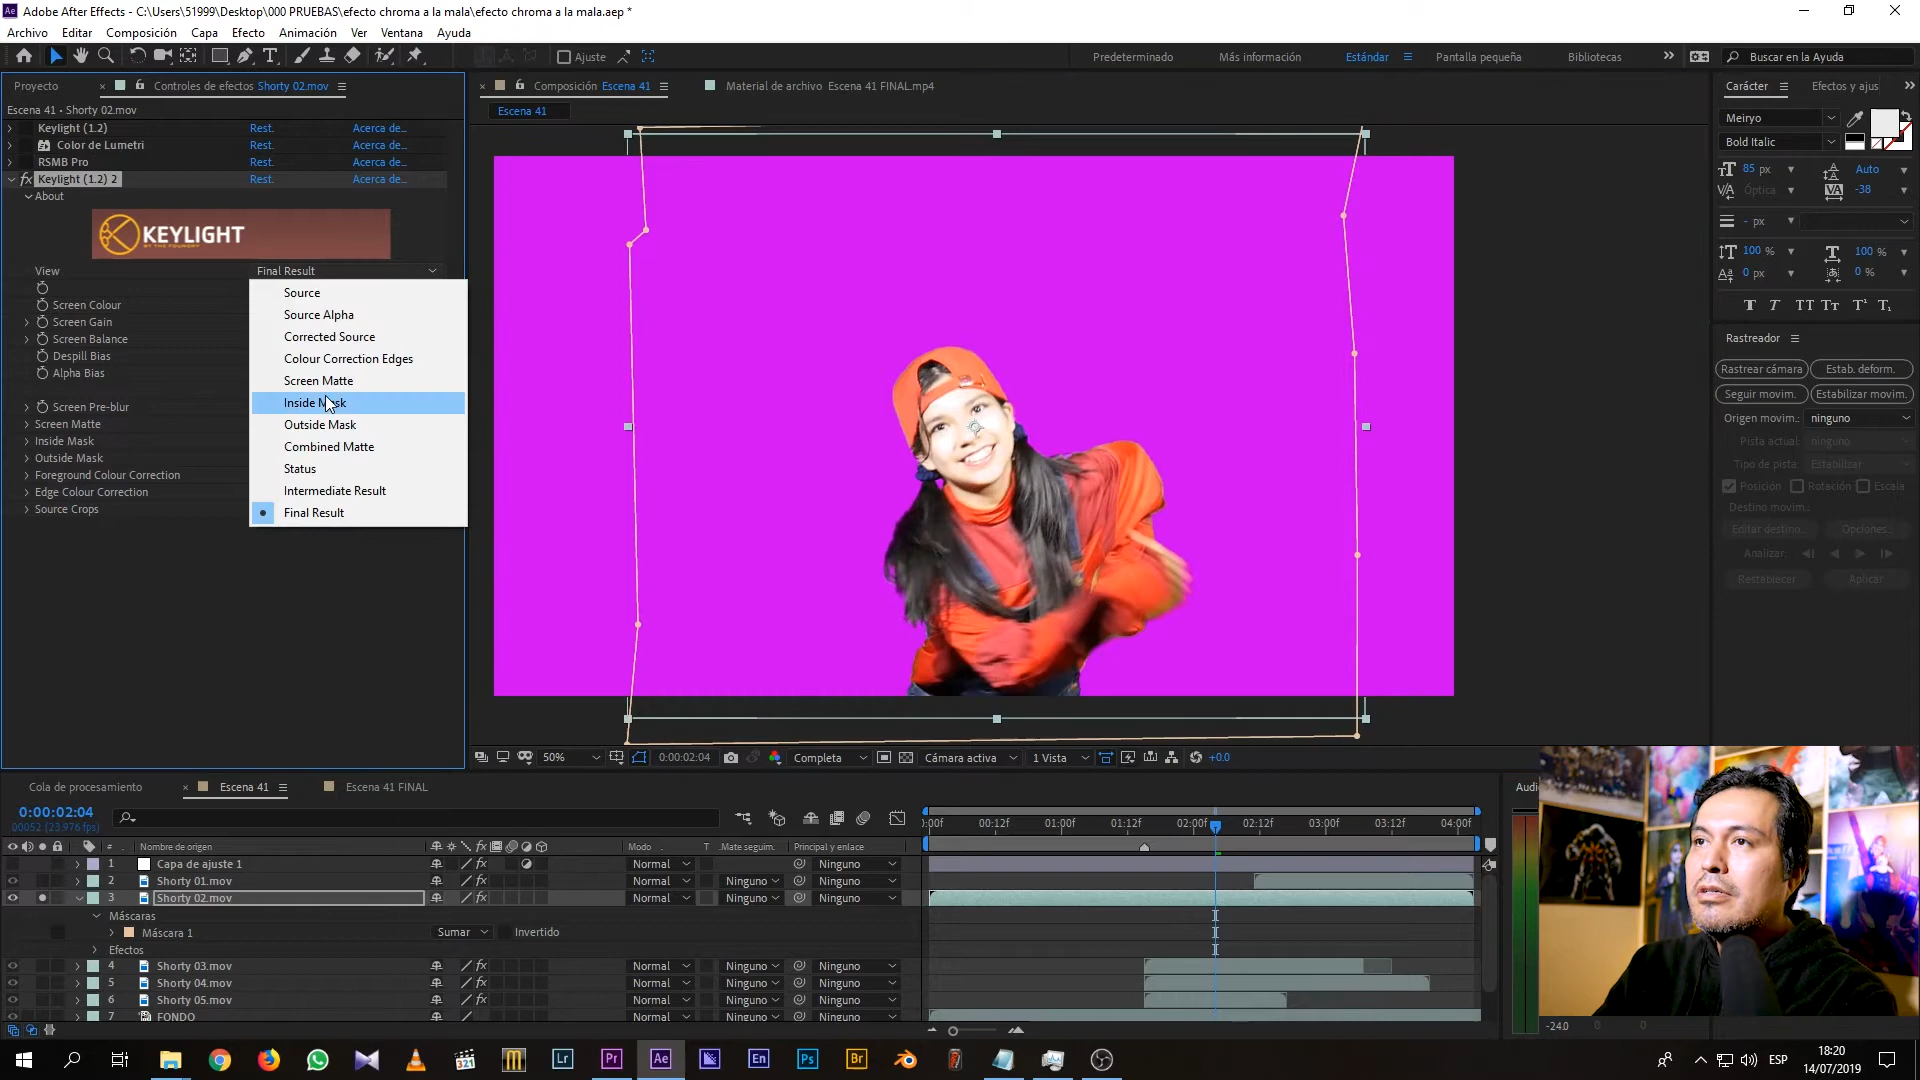 Adobe After Effects - C:\Users\51999\Desktop\000 PRUEBAS\efecto chroma a la mala\efecto chroma a la mala.aep *
Archivo Editar Composición Capa Efecto Animación Ver Ventana Ayuda
Ajuste Predeterminado Más información Estándar Pantalla pequeña Bibliotecas Buscar en la Ayuda
Proyecto Controles de efectos Shorty 02.mov
Composición Escena 41
Material de archivo Escena 41 FINAL.mp4
Carácter Efectos y ajus
Escena 41 • Shorty 02.mov
Escena 41
Keylight (1.2) Rest. Acerca de...
Color de Lumetri Rest. Acerca de...
RSMB Pro Rest. Acerca de...
Keylight (1.2) 2 Rest. Acerca de...
About
KEYLIGHT
BY THE FOUNDRY
View Final Result
Screen Colour
Screen Gain
Screen Balance
Despill Bias
Alpha Bias
Screen Pre-blur
Screen Matte
Inside Mask
Outside Mask
Foreground Colour Correction
Edge Colour Correction
Source Crops
Source
Source Alpha
Corrected Source
Colour Correction Edges
Screen Matte
Inside Mask
Outside Mask
Combined Matte
Status
Intermediate Result
Final Result
Meiryo
Bold Italic
85 px Auto
Óptica -38
- px
100 % 100 %
0 px 0 %
Rastreador
Rastrear cámara Estab. deform.
Seguir movim. Estabilizar movim.
Origen movim.: ninguno
Pista actual: ninguno
Tipo de pista: Estabilizar
Posición Rotación Escala
Destino movim.:
Editar destino... Opciones...
Analizar:
Restablecer Aplicar
50% 0:00:02:04 Completa Cámara activa 1 Vista +0.0
Cola de procesamiento Escena 41 Escena 41 FINAL
Audi
0:00:02:04
00052 (23.976 fps)
:00f 00:12f 01:00f 01:12f 02:00f 02:12f 03:00f 03:12f 04:00f
# Nombre de origen Modo T .Mate seguim. Principal y enlace
1 Capa de ajuste 1 Normal Ninguno
2 Shorty 01.mov Normal Ninguno Ninguno
3 Shorty 02.mov Normal Ninguno Ninguno
Máscaras
Máscara 1 Sumar Invertido
Efectos
4 Shorty 03.mov Normal Ninguno Ninguno
5 Shorty 04.mov Normal Ninguno Ninguno
6 Shorty 05.mov Normal Ninguno Ninguno
7 FONDO Normal Ninguno Ninguno
-24.0 0 0
ESP
18:20
14/07/2019